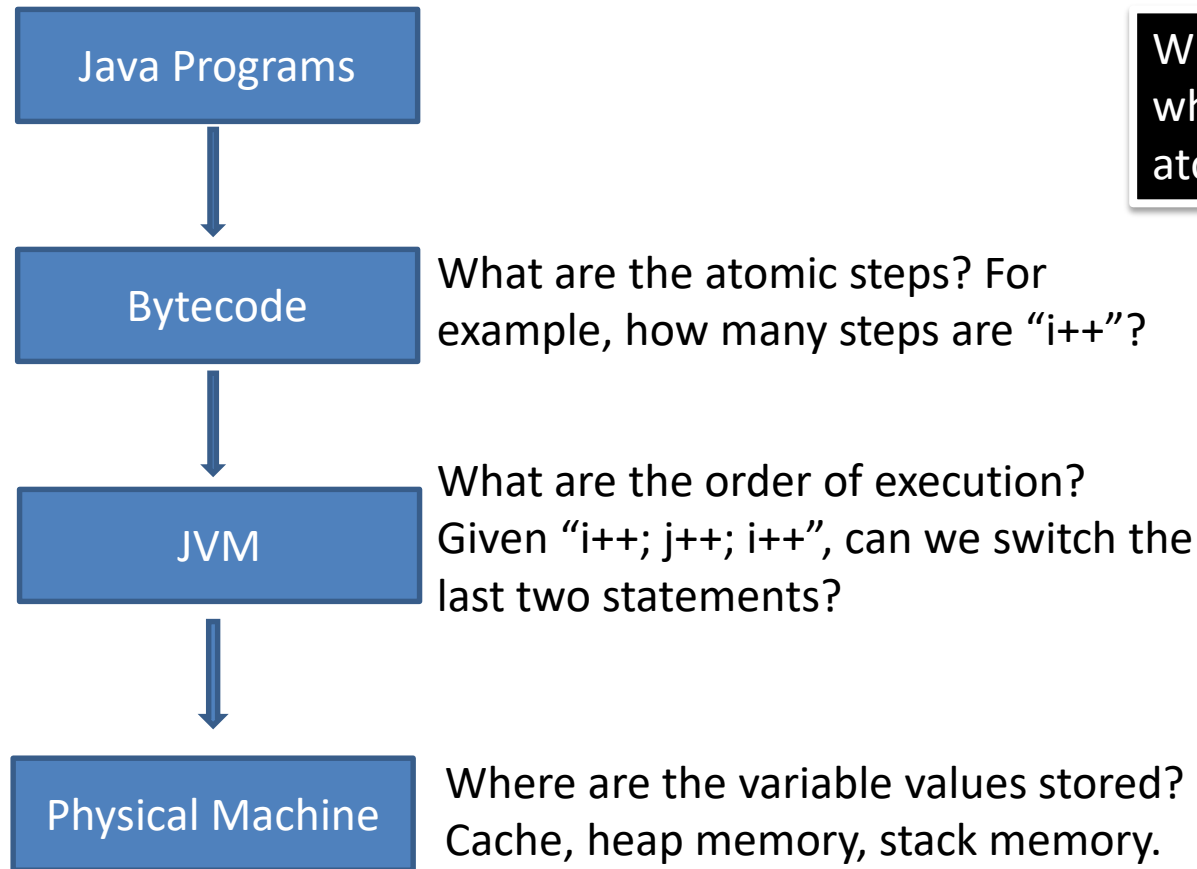 Java Programs
Bytecode
What are the atomic steps? For
example, how many steps are “i++”?
JVM
What are the order of execution?
Given “i++; j++; i++”, can we switch the
last two statements?
Physical Machine
Where are the variable values stored?
Cache, heap memory, stack memory.